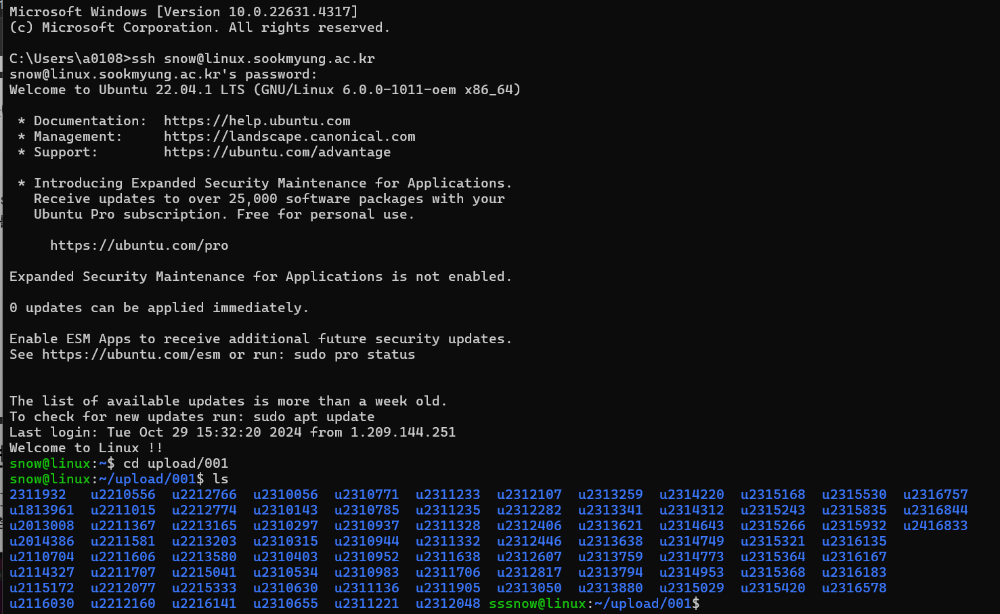 Microsoft Windows [Version 10.0.22631.4317]
(c) Microsoft Corporation. All rights reserved.
C:\Users\a0108>ssh snow@linux.sookmyung.ac.kr
snow@linux.sookmyung.ac.kr's password:
Welcome to Ubuntu 22.04.1 LTS (GNU/Linux 6.0.0-1011-oem x86_64)
* Documentation:  https://help.ubuntu.com
* Management:     https://landscape.canonical.com
* Support:        https://ubuntu.com/advantage
* Introducing Expanded Security Maintenance for Applications.
Receive updates to over 25,000 software packages with your
Ubuntu Pro subscription. Free for personal use.
https://ubuntu.com/pro
Expanded Security Maintenance for Applications is not enabled.
0 updates can be applied immediately.
Enable ESM Apps to receive additional future security updates.
See https://ubuntu.com/esm or run: sudo pro status
The list of available updates is more than a week old.
To check for new updates run: sudo apt update
Last login: Tue Oct 29 15:32:20 2024 from 1.209.144.251
Welcome to Linux !!
snow@linux:~$ cd upload/001
snow@linux:~/upload/001$ ls
2311932   u2210556  u2212766  u2310056  u2310771  u2311233  u2312107  u2313259  u2314220  u2315168  u2315530  u2316757
u1813961  u2211015  u2212774  u2310143  u2310785  u2311235  u2312282  u2313341  u2314312  u2315243  u2315835  u2316844
u2013008  u2211367  u2213165  u2310297  u2310937  u2311328  u2312406  u2313621  u2314643  u2315266  u2315932  u2416833
u2014386  u2211581  u2213203  u2310315  u2310944  u2311332  u2312446  u2313638  u2314749  u2315321  u2316135
u2110704  u2211606  u2213580  u2310403  u2310952  u2311638  u2312607  u2313759  u2314773  u2315364  u2316167
u2114327  u2211707  u2215041  u2310534  u2310983  u2311706  u2312817  u2313794  u2314953  u2315368  u2316183
u2115172  u2212077  u2215333  u2310630  u2311136  u2311905  u2313050  u2313880  u2315029  u2315420  u2316578
u2116030  u2212160  u2216141  u2310655  u2311221  u2312048 sssnow@linux:~/upload/001$